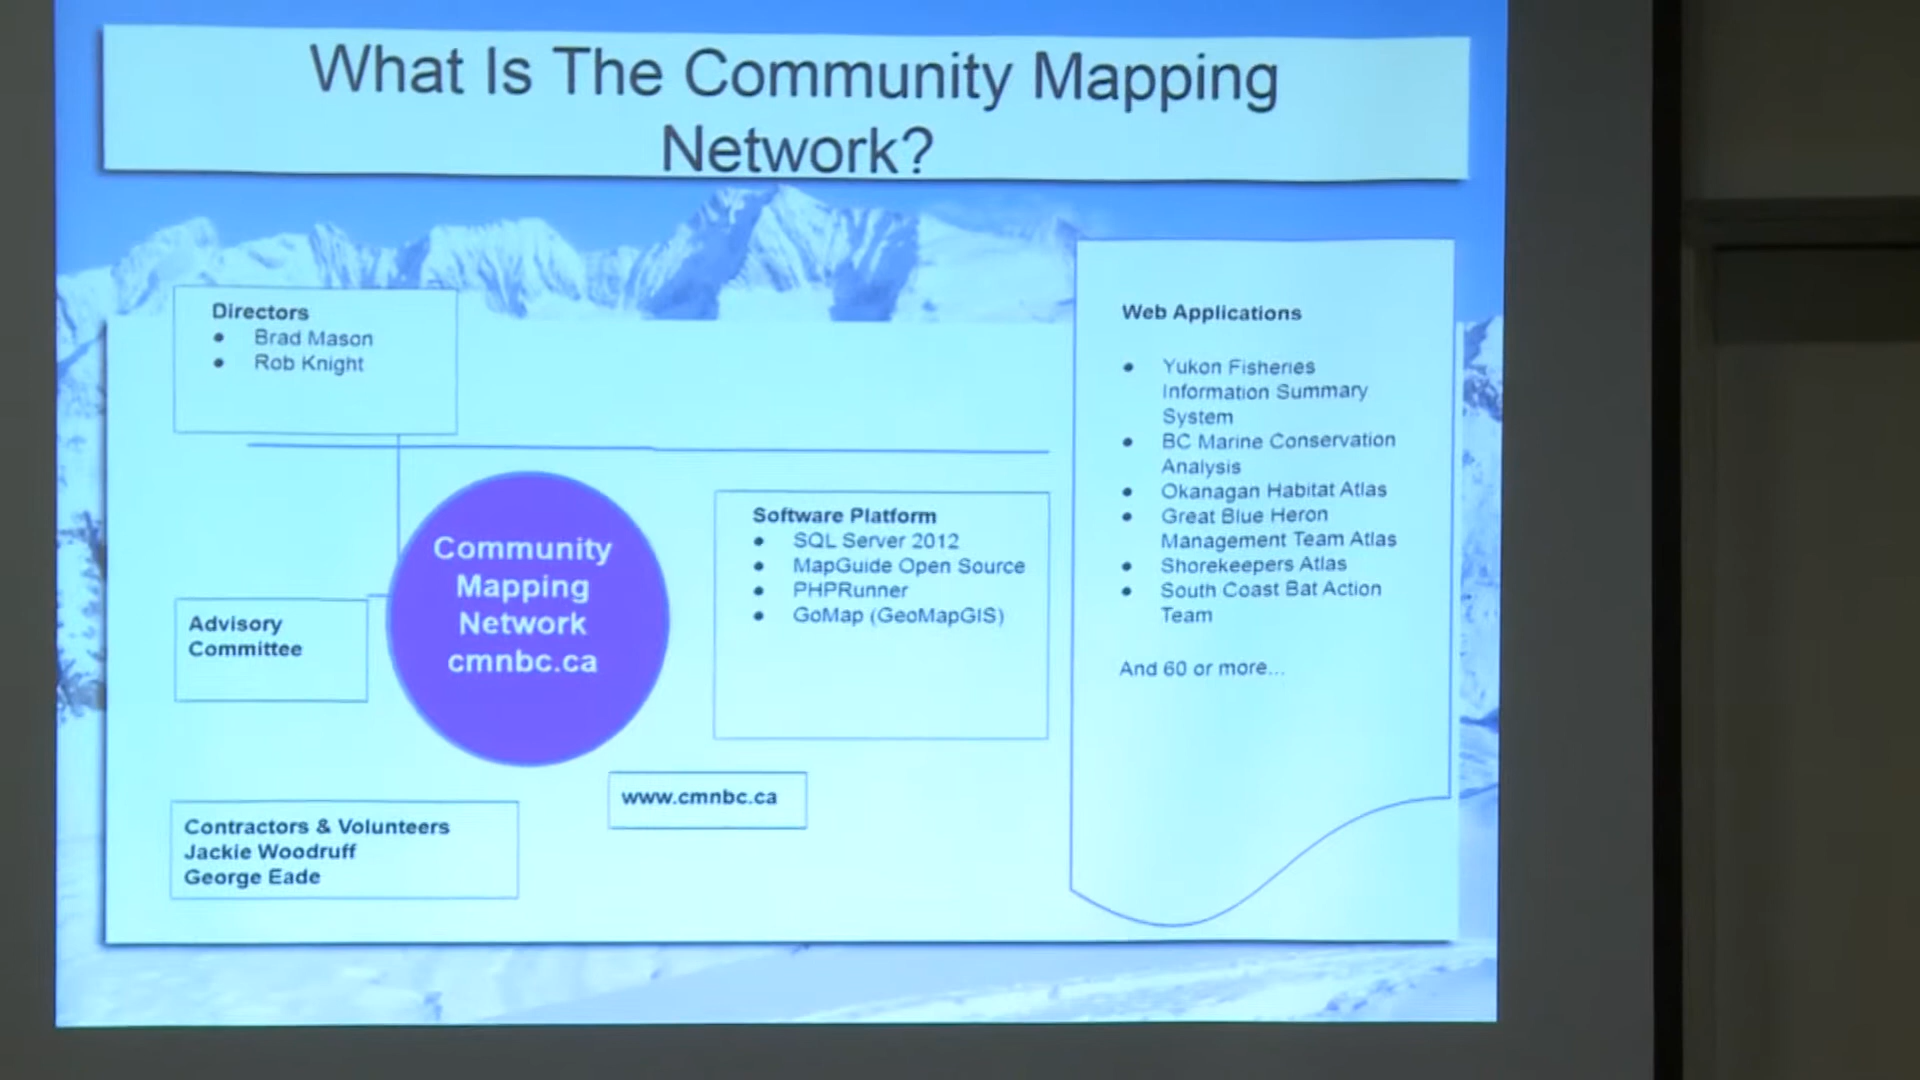 What Is The Community Mapping
Network?
Directors
● Brad Mason
● Rob Knight
Community
Mapping
Network
cmnbc.ca
Advisory
Committee
Contractors & Volunteers
Jackie Woodruff
George Eade
Software Platform
● SQL Server 2012
● MapGuide Open Source
● PHPRunner
● GoMap (GeoMapGIS)
www.cmnbc.ca
Web Applications
● Yukon Fisheries
Information Summary
System
● BC Marine Conservation
Analysis
● Okanagan Habitat Atlas
● Great Blue Heron
Management Team Atlas
● Shorekeepers Atlas
● South Coast Bat Action
Team
And 60 or more...